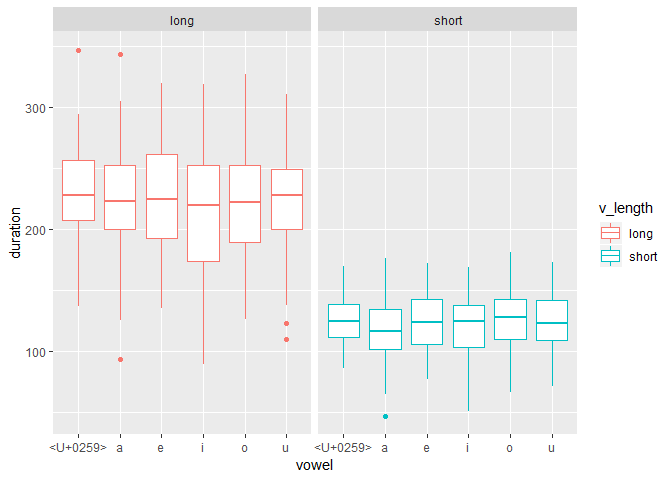 long short
300
200
100
duration
<U+0259> a e i o u <U+0259> a e i o u
vowel
v_length
long
short